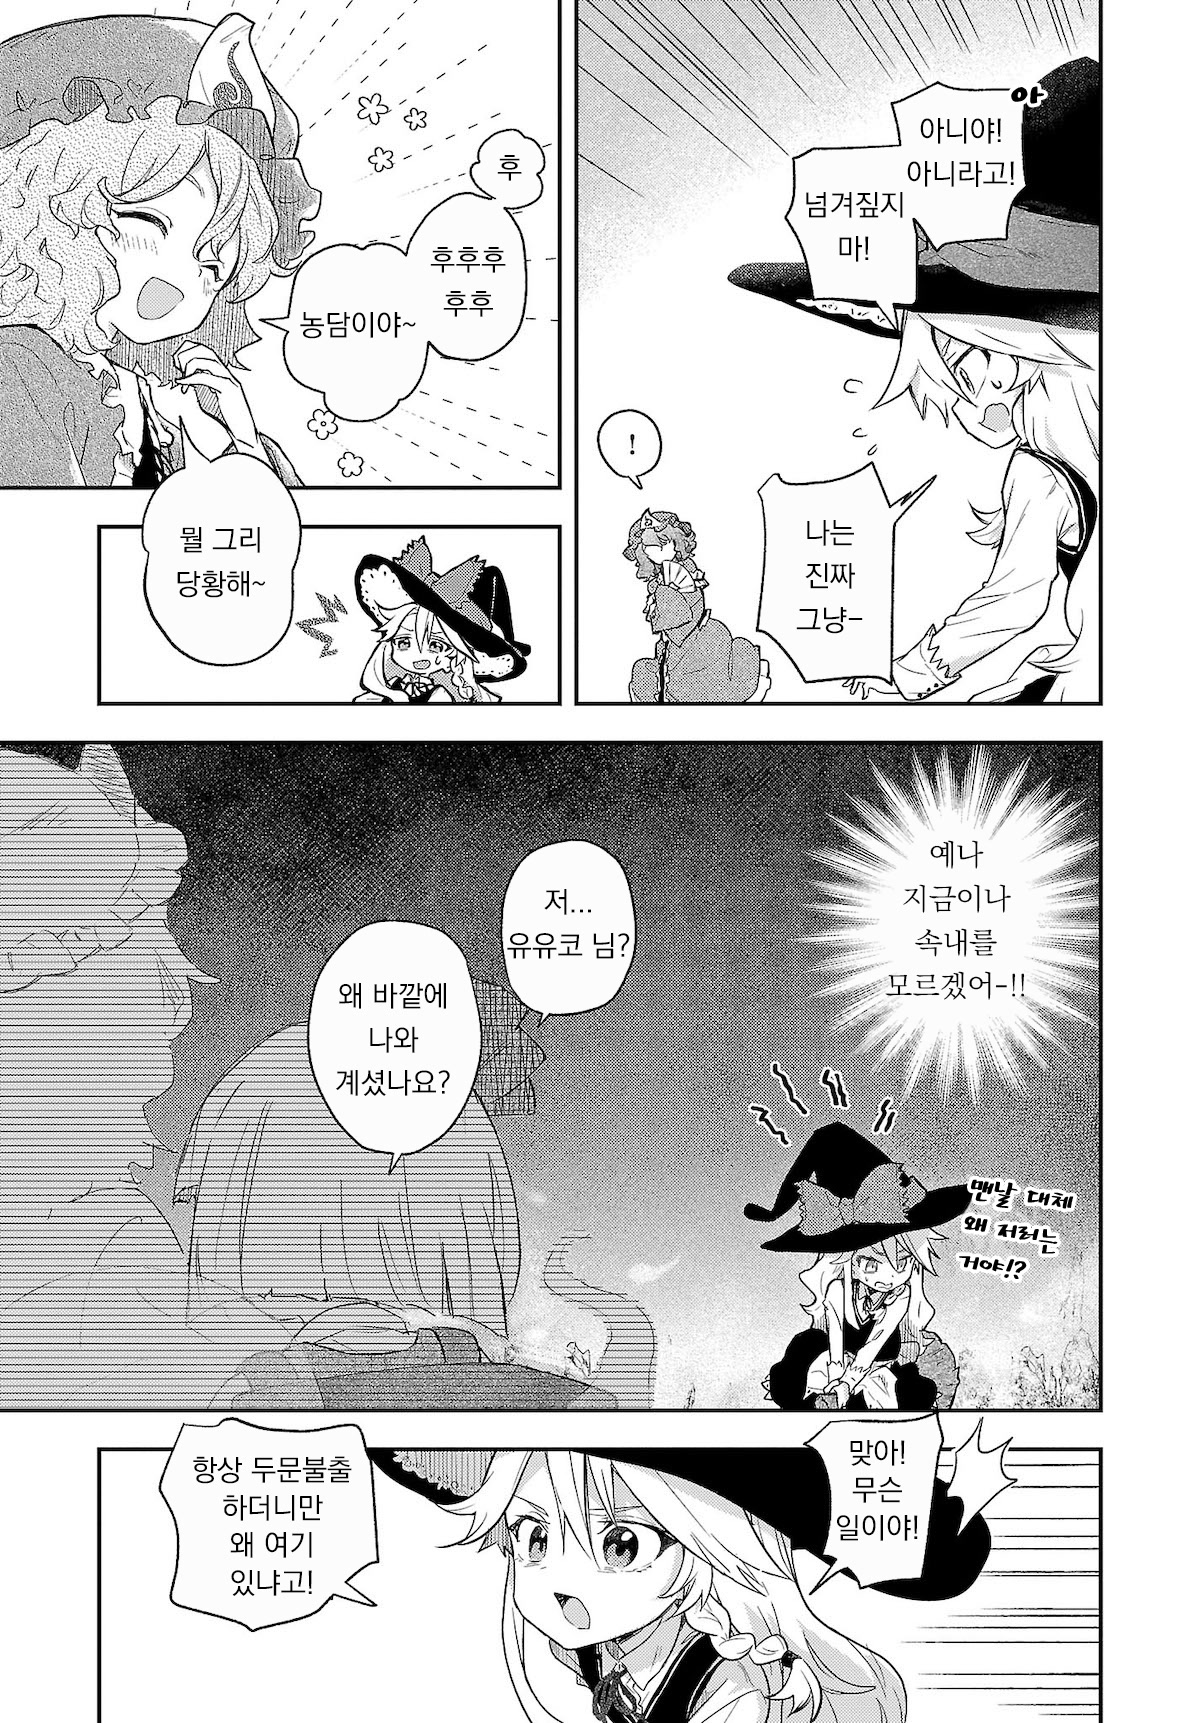 아
아니야!
아니라고!
넘겨짚지
마!
!
나는
진짜
그냥-
후
후후후
후후
농담이야~
뭘 그리
당황해~
예나
지금이나
속내를
모르겠어-!!
맨날 대체
왜 저러는
거야!?
저...
유유코 님?
왜 바깥에
나와
계셨나요?
맞아!
무슨
일이야!
항상 두문불출
하더니만
왜 여기
있냐고!